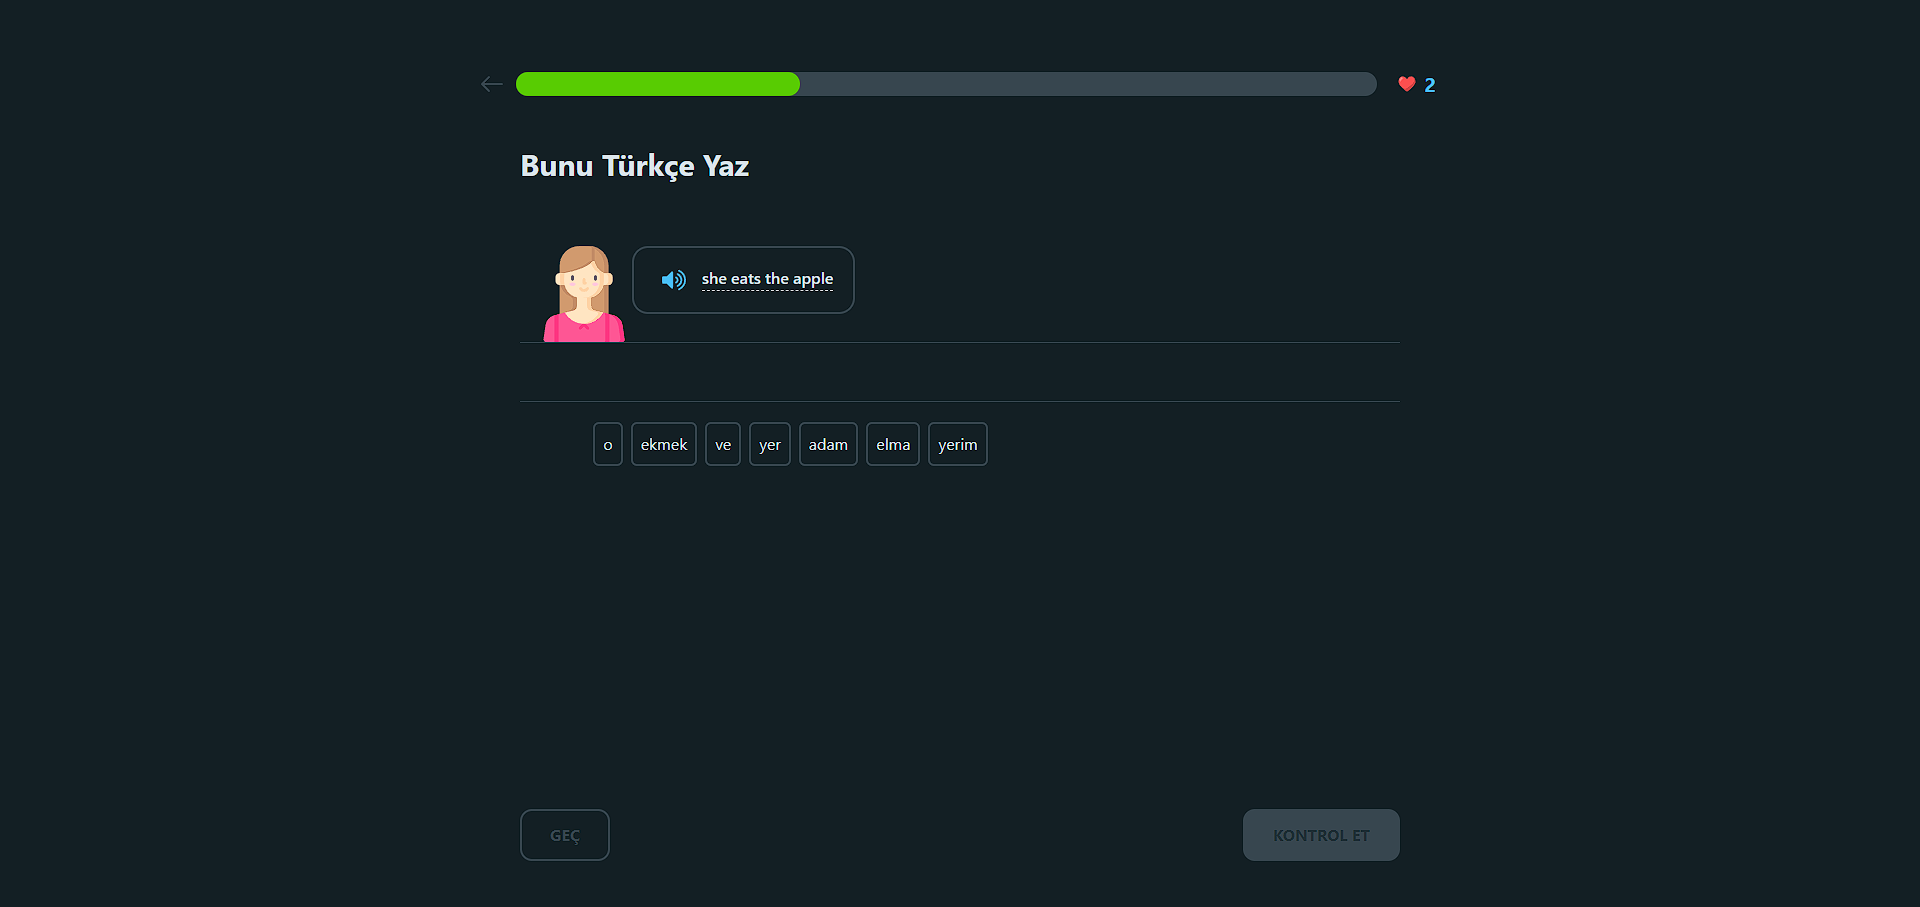 2
Bunu Türkçe Yaz
she eats the apple
o ekmek ve yer adam elma yerim
GEÇ KONTROL ET